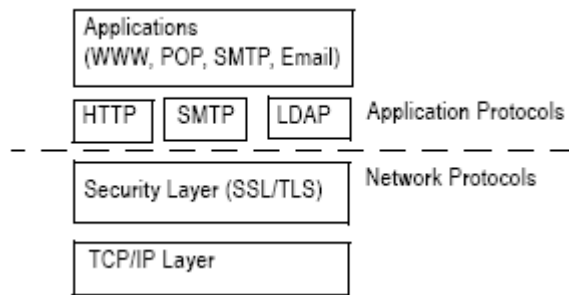 Applications
(WWW, POP, SMTP, Email)
HTTP SMTP LDAP Application Protocols
Security Layer (SSL/TLS) Network Protocols
TCP/IP Layer